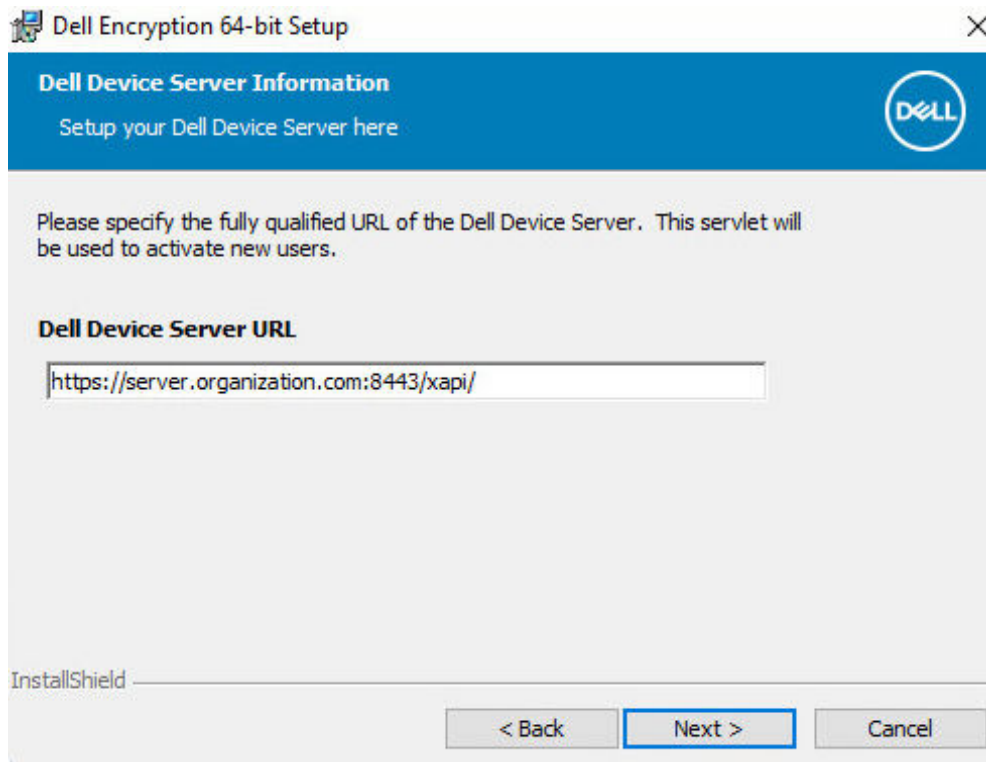 Dell Encryption 64-bit Setup
Dell Device Server Information
Setup your Dell Device Server here
DELL
Please specify the fully qualified URL of the Dell Device Server. This servlet will
be used to activate new users.
Dell Device Server URL
https://server.organization.com:8443/xapi/
InstallShield
< Back Next > Cancel